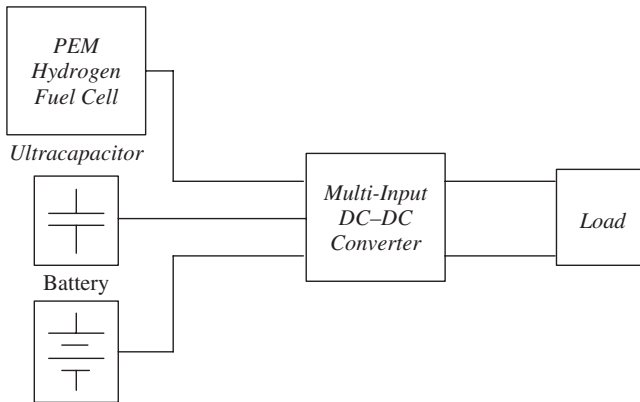 PEM
Hydrogen
Fuel Cell
Ultracapacitor
Battery
Multi-Input
DC–DC
Converter
Load